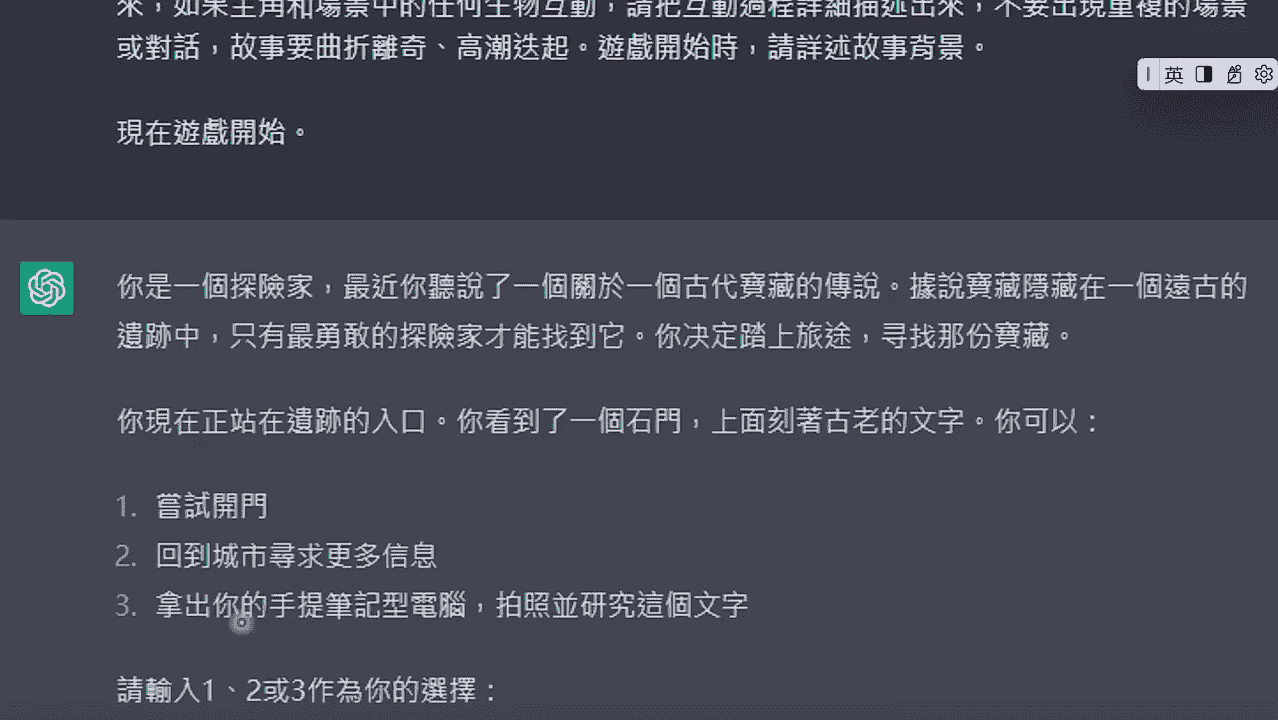 來，如果主角和場景中的任何生物互動，請把互動過程詳細描述出來，不要出現重複的場景
或對話，故事要曲折離奇、高潮迭起。遊戲開始時，請詳述故事背景。
英
現在遊戲開始。
你是一個探險家，最近你聽說了一個關於一個古代寶藏的傳說。據說寶藏隱藏在一個遠古的
遺跡中，只有最勇敢的探險家才能找到它。你決定踏上旅途，尋找那份寶藏。
你現在正站在遺跡的入口。你看到了一個石門，上面刻著古老的文字。你可以：
1. 嘗試開門
2. 回到城市尋求更多信息
3. 拿出你的手提筆記型電腦，拍照並研究這個文字
請輸入1、2或3作為你的選擇：